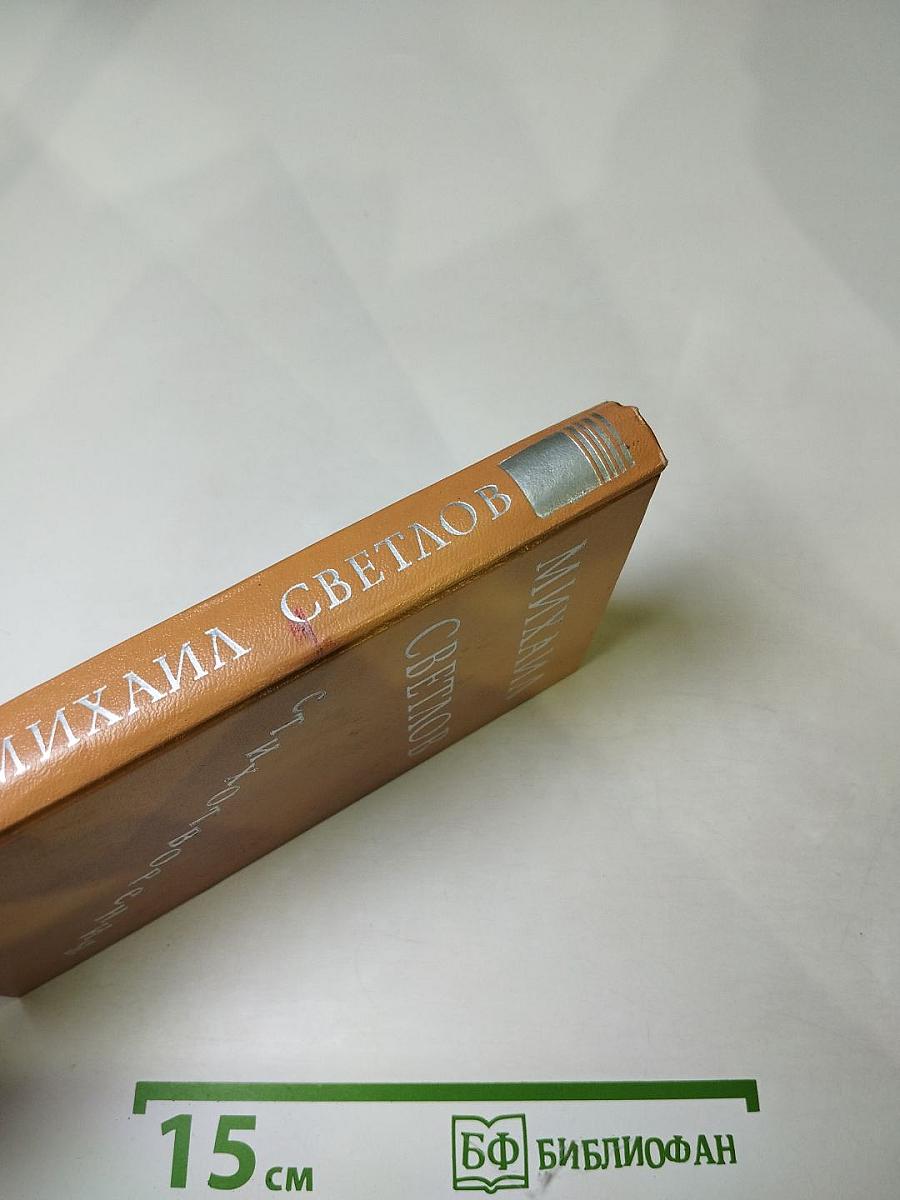 МИХАИЛ СВЕТЛОВ
МИХАИЛ
СВЕТЛОВ
СТИХОТВОРЕНИЯ
15 см
БФ БИБЛИОФАН